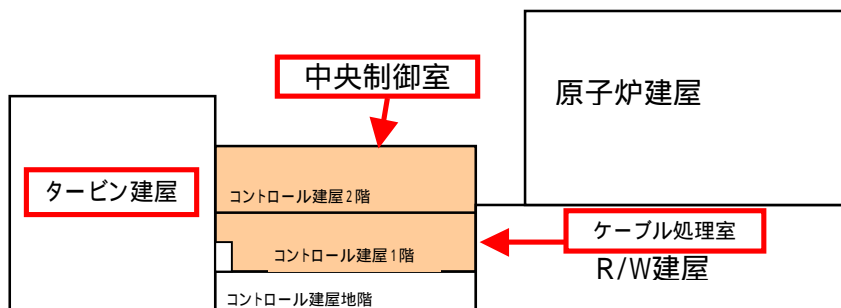 中央制御室
原子炉建屋
タービン建屋
コントロール建屋2階
ケーブル処理室
コントロール建屋1階
R/W建屋
コントロール建屋地階